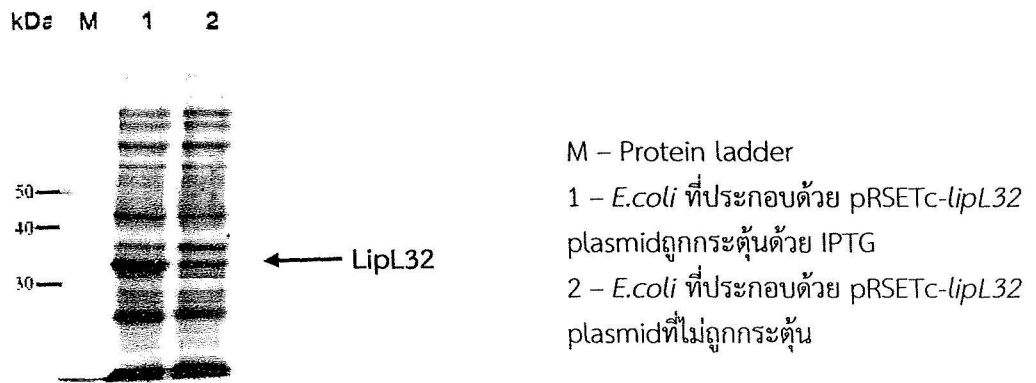 kDa M 1 2
50
40
30
LipL32
M – Protein ladder
1 – E.coli ที่ประกอบด้วย pRSETc-lipL32
plasmidถูกกระตุ้นด้วย IPTG
2 – E.coli ที่ประกอบด้วย pRSETc-lipL32
plasmidที่ไม่ถูกกระตุ้น